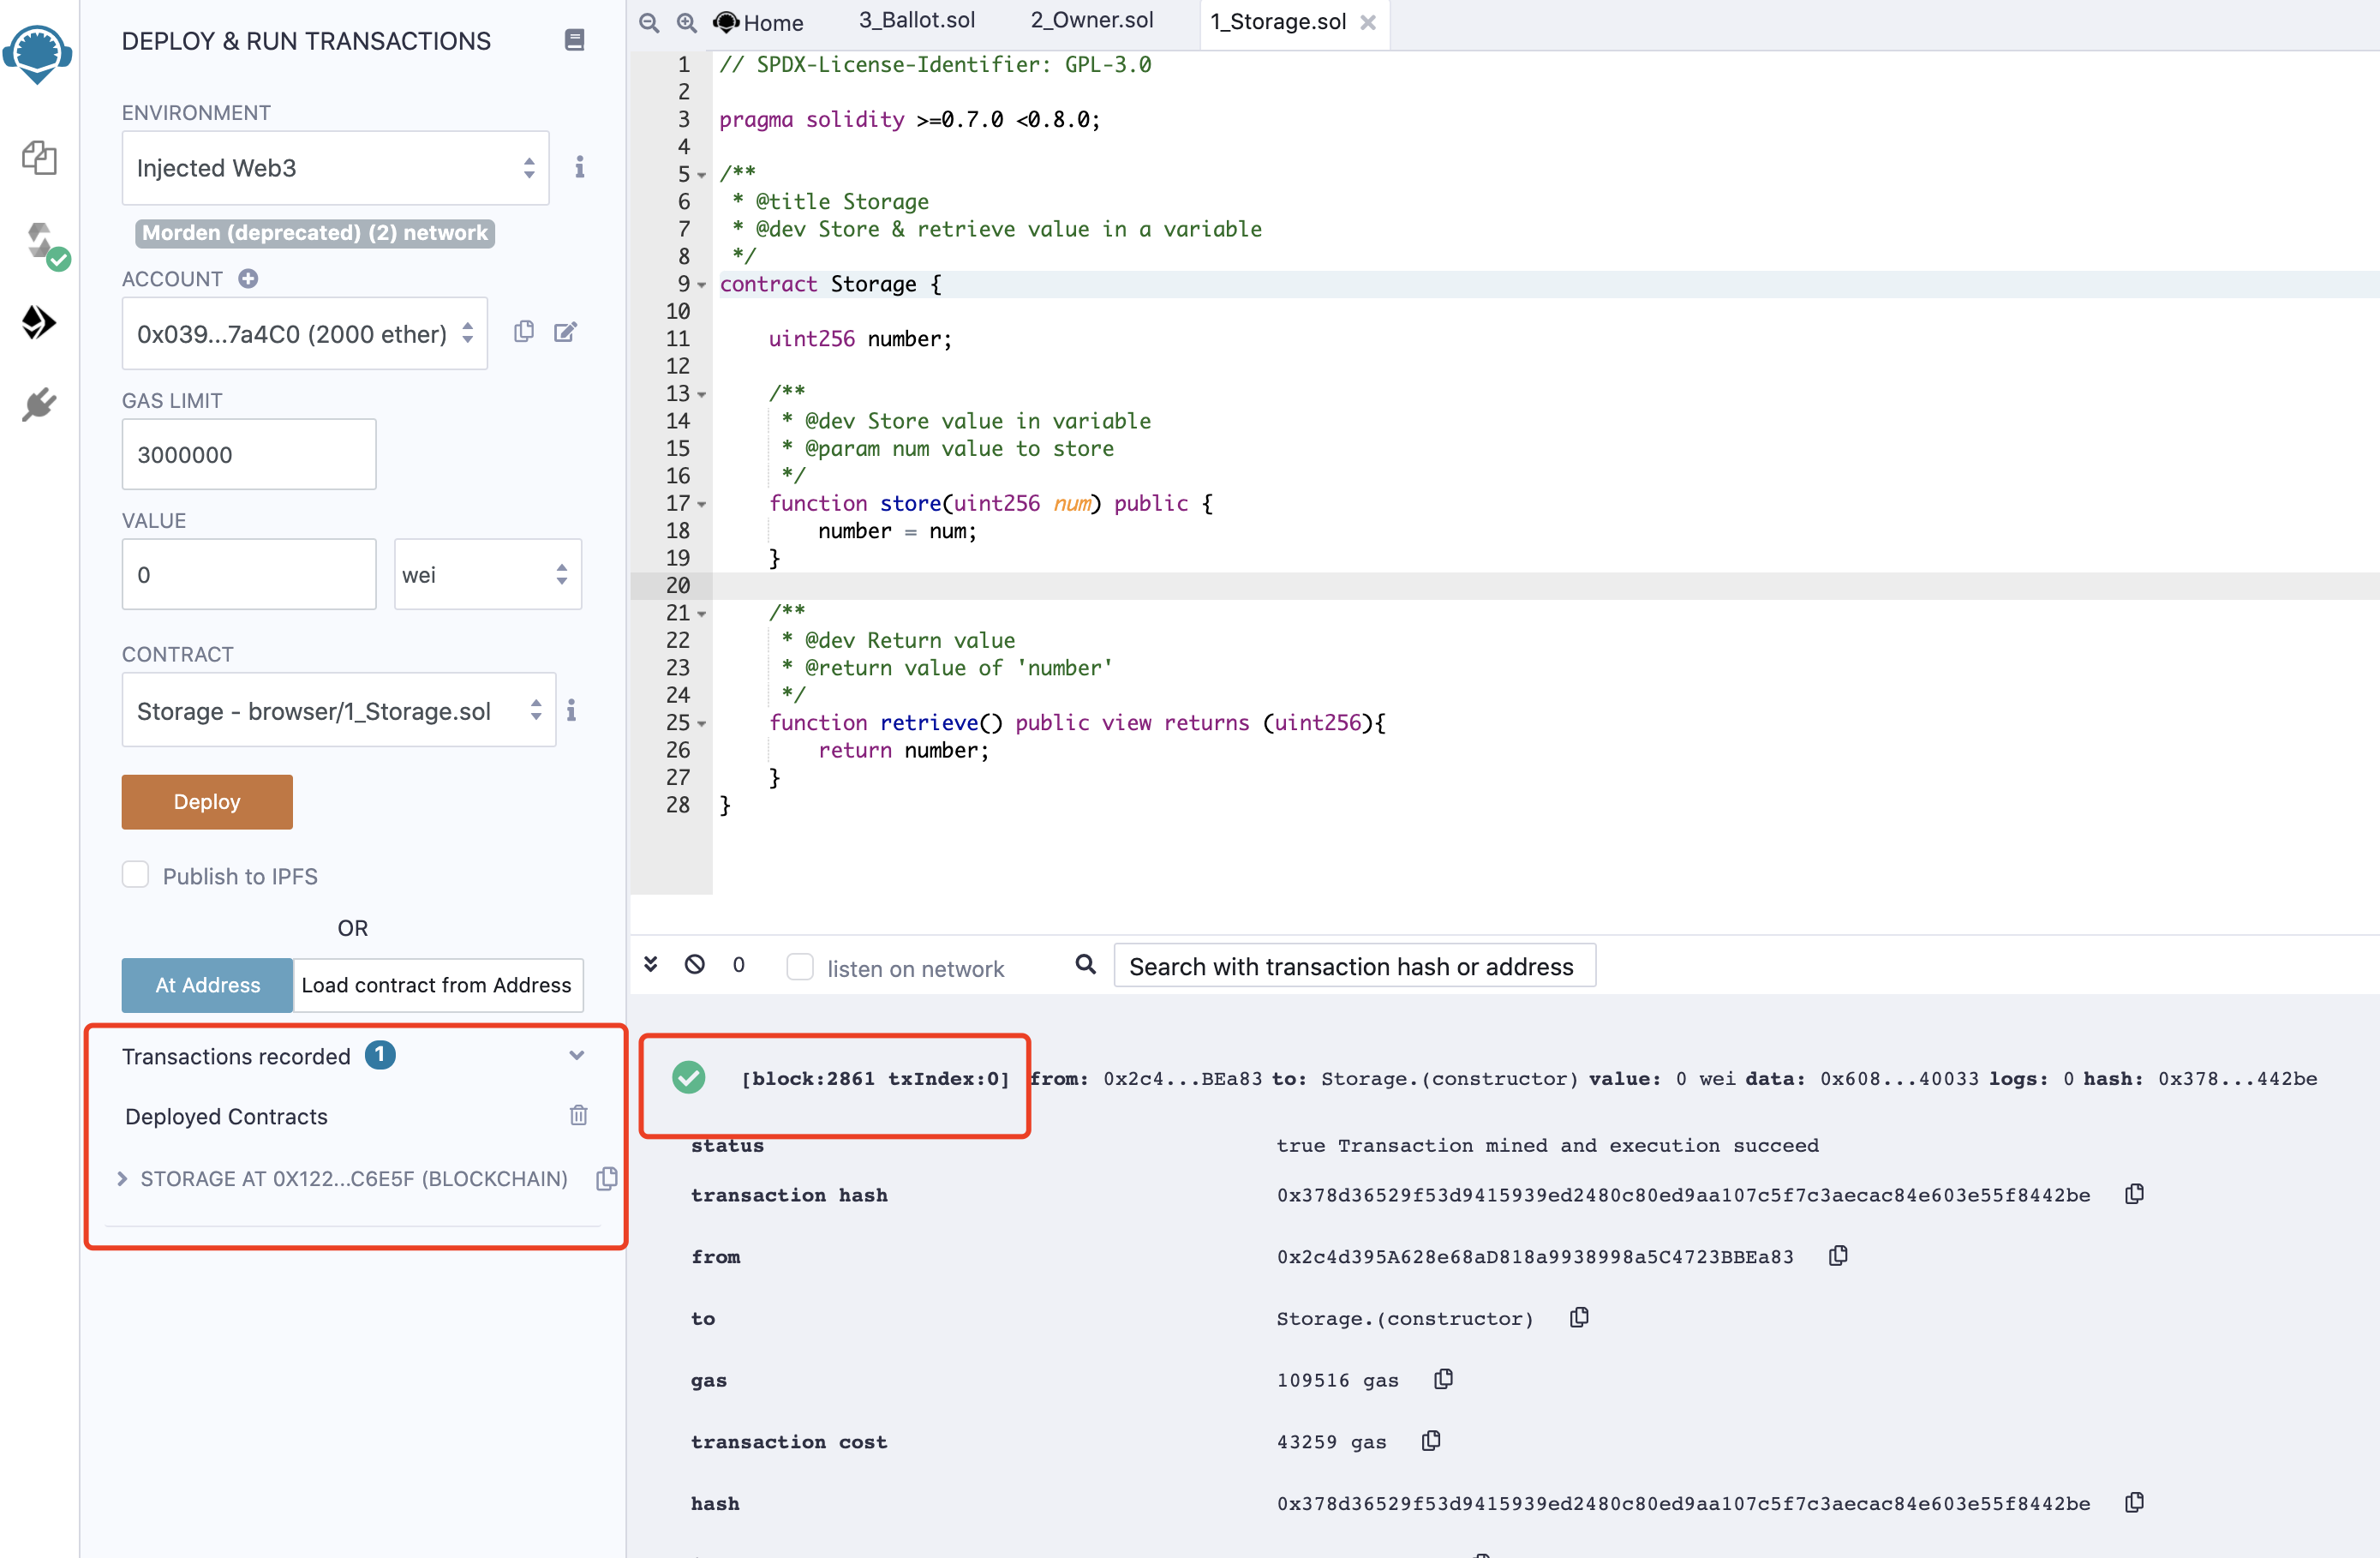 DEPLOY & RUN TRANSACTIONS
ENVIRONMENT
Injected Web3
Morden (deprecated) (2) network
ACCOUNT
0x039...7a4C0 (2000 ether)
GAS LIMIT
3000000
VALUE
0
wei
CONTRACT
Storage - browser/1_Storage.sol
Deploy
Publish to IPFS
OR
At Address
Load contract from Address
Transactions recorded 1
Deployed Contracts
STORAGE AT 0X122...C6E5F (BLOCKCHAIN)
Home 3_Ballot.sol 2_Owner.sol 1_Storage.sol
1 // SPDX-License-Identifier: GPL-3.0
2
3 pragma solidity >=0.7.0 <0.8.0;
4
5 /**
6 * @title Storage
7 * @dev Store & retrieve value in a variable
8 */
9 contract Storage {
10
11 uint256 number;
12
13 /**
14 * @dev Store value in variable
15 * @param num value to store
16 */
17 function store(uint256 num) public {
18 number = num;
19 }
20
21 /**
22 * @dev Return value
23 * @return value of 'number'
24 */
25 function retrieve() public view returns (uint256){
26 return number;
27 }
28 }
0 listen on network Search with transaction hash or address
[block:2861 txIndex:0] from: 0x2c4...BEa83 to: Storage.(constructor) value: 0 wei data: 0x608...40033 logs: 0 hash: 0x378...442be
status true Transaction mined and execution succeed
transaction hash 0x378d36529f53d9415939ed2480c80ed9aa107c5f7c3aecac84e603e55f8442be
from 0x2c4d395A628e68aD818a9938998a5C4723BBEa83
to Storage.(constructor)
gas 109516 gas
transaction cost 43259 gas
hash 0x378d36529f53d9415939ed2480c80ed9aa107c5f7c3aecac84e603e55f8442be